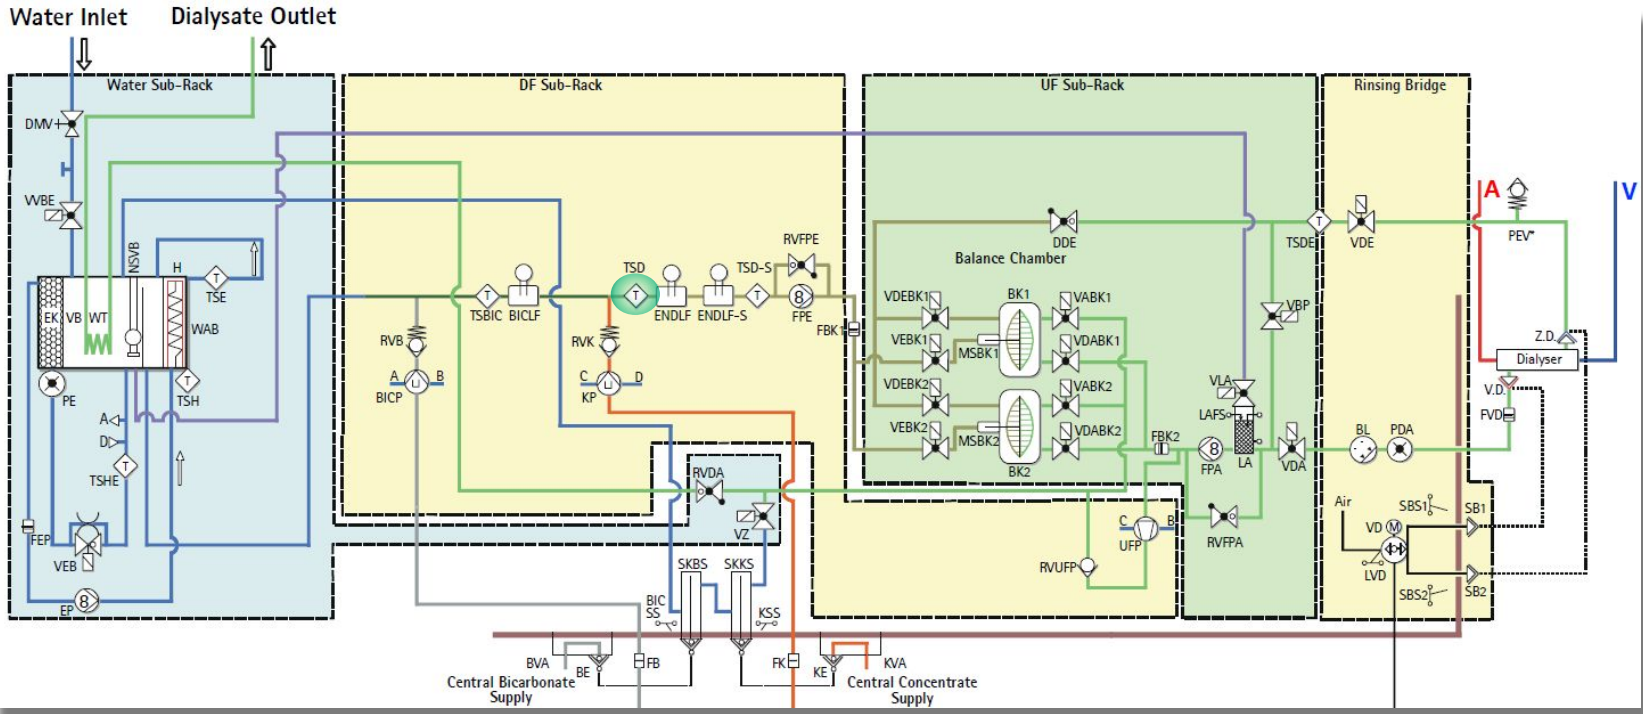 Water Inlet
Dialysate Outlet
Water Sub-Rack
DF Sub-Rack
UF Sub-Rack
Rinsing Bridge
DMV
VVBE
NSVB
H
TSE
EK
VB
WT
WAB
PE
TSH
A
D
T
TSHE
FEP
VEB
EP
8
T
T
RVB
A
B
BICP
TSBIC
BICLF
T
TSD
T
ENDLF
ENDLF-S
TSD-S
T
RVFPE
8
FPE
RVK
C
D
KP
FBK1
RVDA
VZ
DDE
Balance Chamber
VDEBK1
BK1
VABK1
VEBK1
MSBK1
VDABK1
VDEBK2
VABK2
VEBK2
MSBK2
VDABK2
BK2
FBK2
8
FPA
VLA
LAFS
LA
VBP
VDA
TSDE
T
VDE
RVFPA
C
B
UFP
RVUFP
A
V
PEV*
Z.D.
Dialyser
V.D.
FVD
BL
PDA
Air
SBS1
SB1
VD
M
LVD
SBS2
SB2
SKBS
SKKS
BIC
SS
KSS
BVA
BE
FB
FK
KE
KVA
Central Bicarbonate
Supply
Central Concentrate
Supply